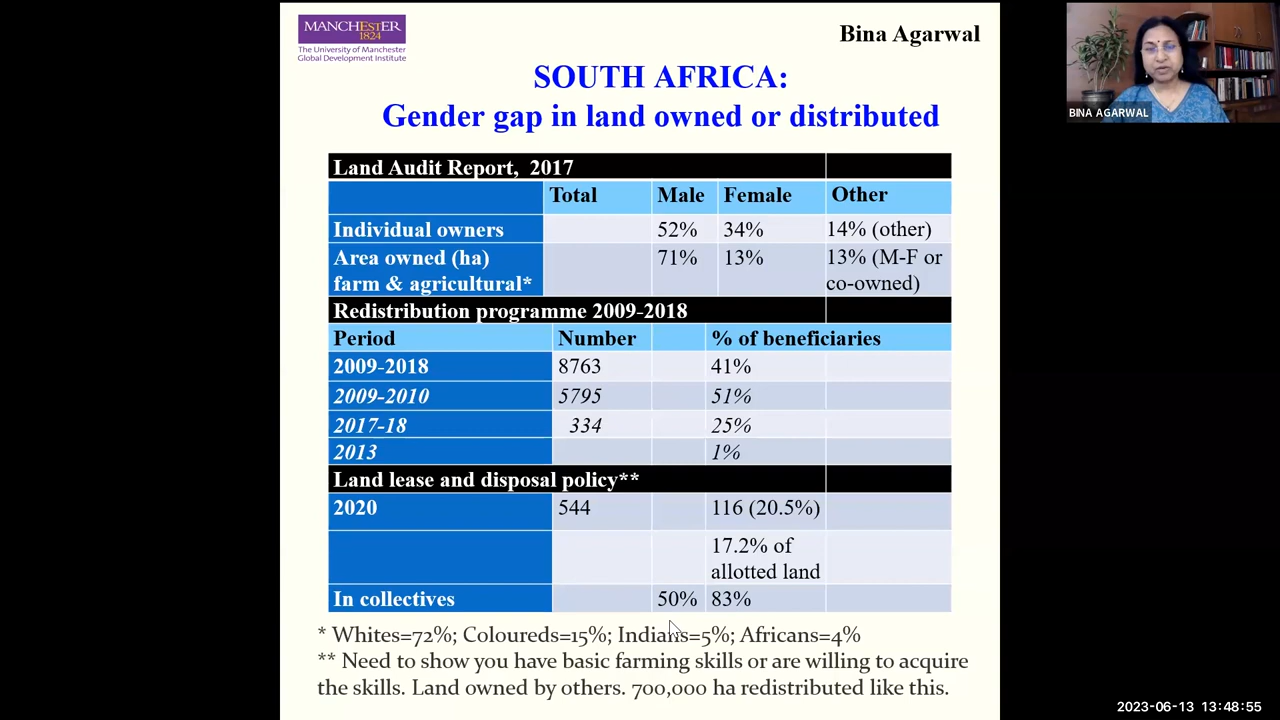 MANCHESTER
1824
The University of Manchester
Global Development Institute
Bina Agarwal
SOUTH AFRICA:
Gender gap in land owned or distributed
Land Audit Report, 2017
Total Male Female Other
Individual owners 52% 34% 14% (other)
Area owned (ha) 71% 13% 13% (M-F or
farm & agricultural* co-owned)
Redistribution programme 2009-2018
Period Number % of beneficiaries
2009-2018 8763 41%
2009-2010 5795 51%
2017-18 334 25%
2013 1%
Land lease and disposal policy**
2020 544 116 (20.5%)
17.2% of
allotted land
In collectives 50% 83%
* Whites=72%; Coloureds=15%; Indians=5%; Africans=4%
** Need to show you have basic farming skills or are willing to acquire
the skills. Land owned by others. 700,000 ha redistributed like this.
BINA AGARWAL
2023-06-13 13:48:55